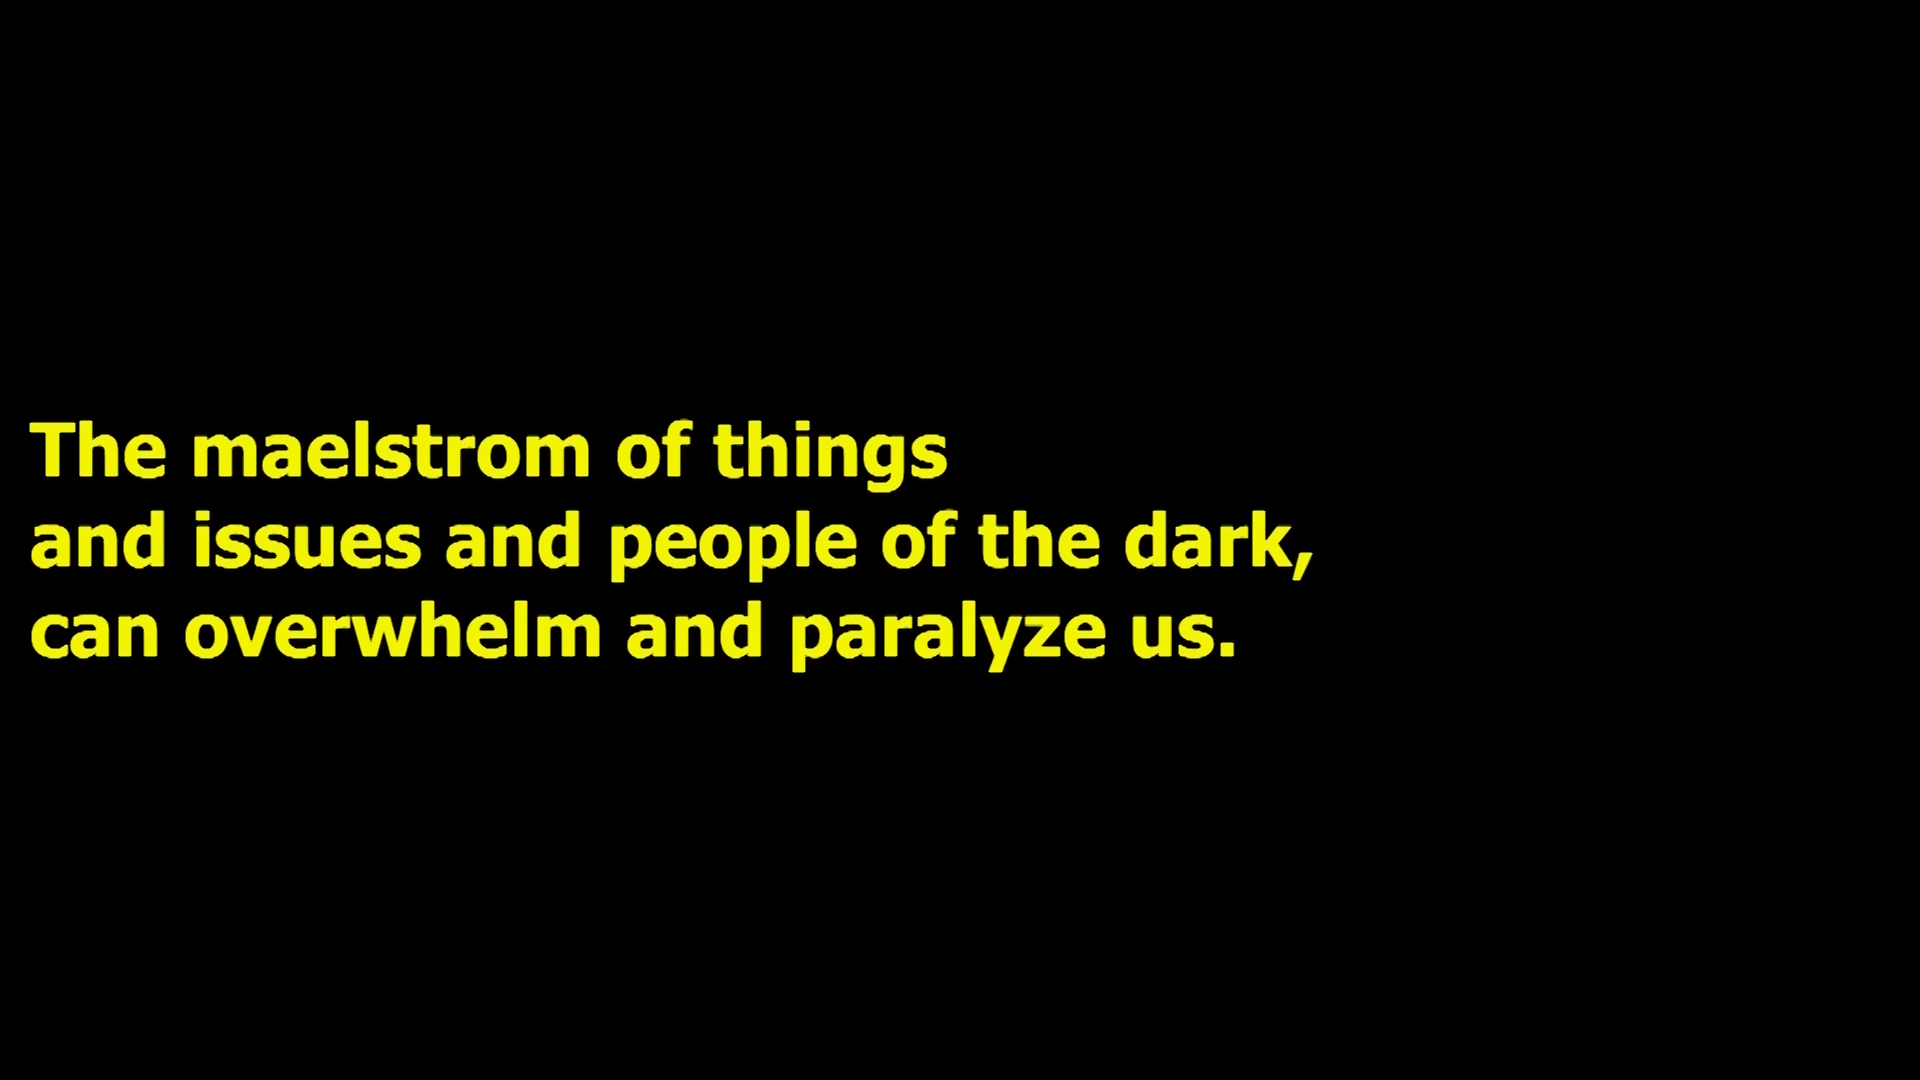 The maelstrom of things
and issues and people of the dark,
can overwhelm and paralyze us.